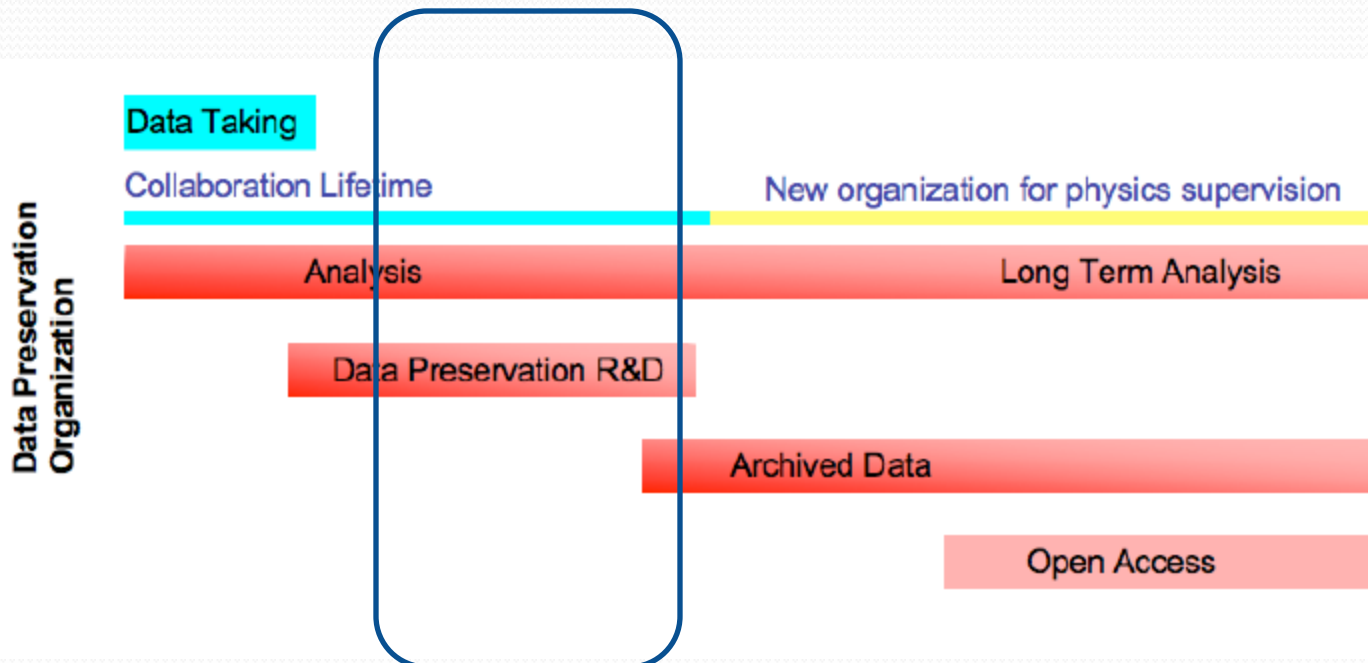 Data Taking
Collaboration Lifetime
New organization for physics supervision
Data Preservation
Organization
Analysis
Long Term Analysis
Data Preservation R&D
Archived Data
Open Access